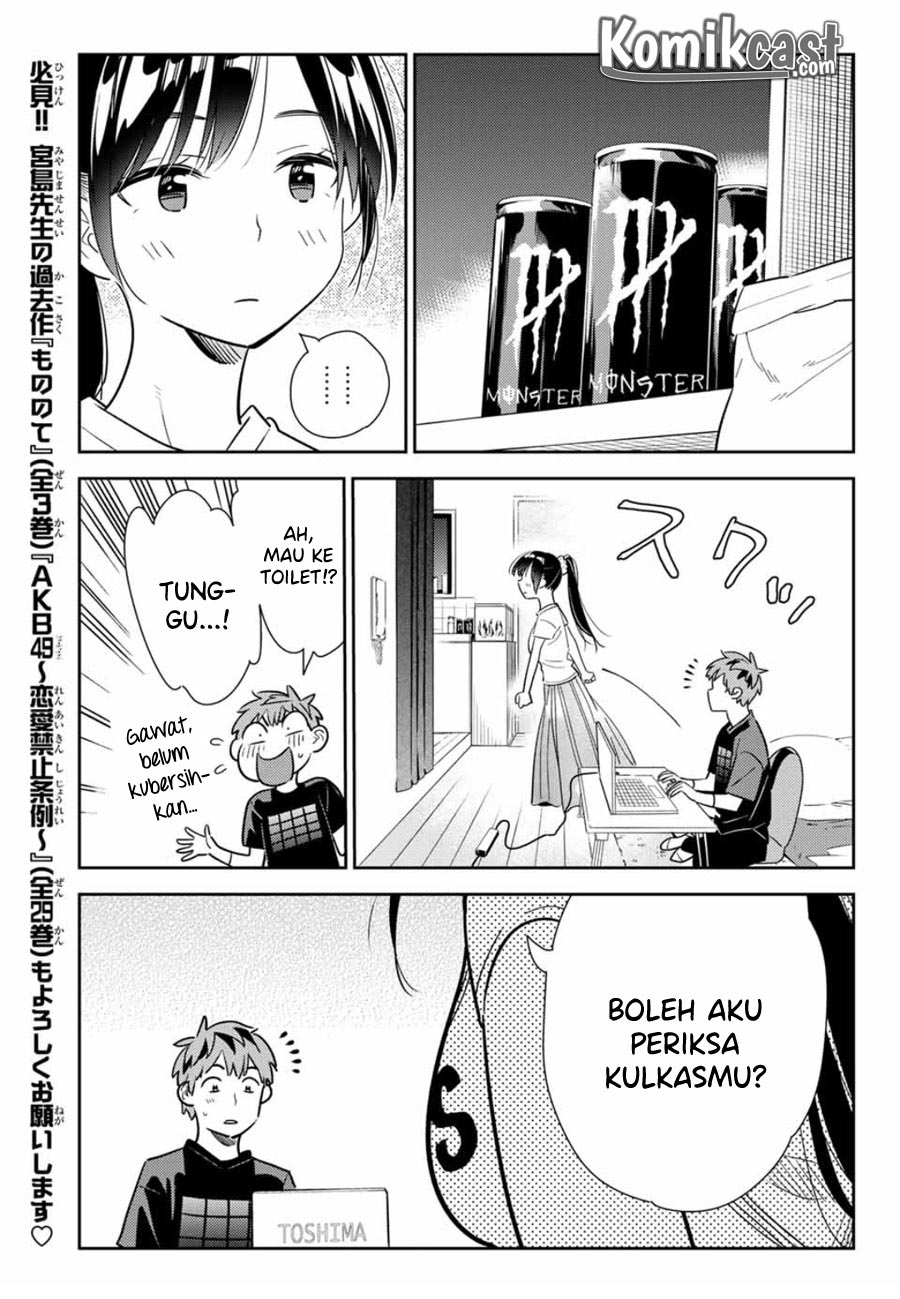 Komikcast
.com
MONSTER
MONSTER
......
スクッ
AH,
MAU KE
TOILET!?
TUNG-
GU...!
Gawat,
belum
kubersih-
kan...
BOLEH AKU
PERIKSA
KULKASMU?
S
TOSHIMA
必見!! 宮島先生の過去作『もののて』(全3巻)『AKB49～恋愛禁止条例～』(全29巻)もよろしくお願いします♡